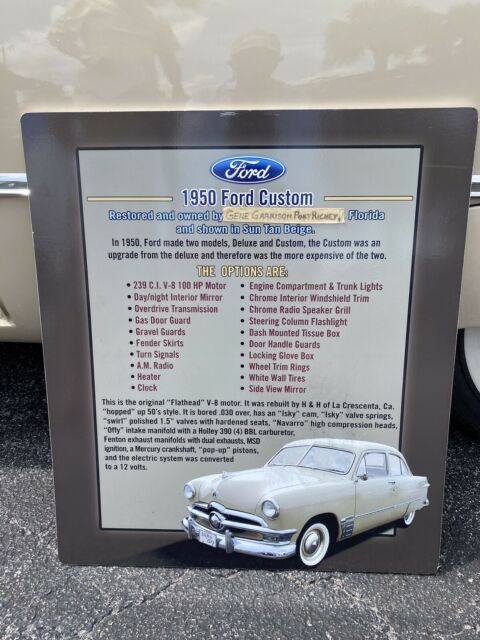 Ford
1950 Ford Custom
Restored and owned by GENE GARRISON PORT RICHEY, Florida
and shown in Sun Tan Beige.
In 1950, Ford made two models, Deluxe and Custom, the Custom was an
upgrade from the deluxe and therefore was the more expensive of the two.
THE OPTIONS ARE:
• 239 C.I. V-8 100 HP Motor
• Day/night Interior Mirror
• Overdrive Transmission
• Gas Door Guard
• Gravel Guards
• Fender Skirts
• Turn Signals
• A.M. Radio
• Heater
• Clock
• Engine Compartment & Trunk Lights
• Chrome Interior Windshield Trim
• Chrome Radio Speaker Grill
• Steering Column Flashlight
• Dash Mounted Tissue Box
• Door Handle Guards
• Locking Glove Box
• Wheel Trim Rings
• White Wall Tires
• Side View Mirror
This is the original "Flathead" V-8 motor. It was rebuilt by H & H of La Crescenta, Ca.
"hopped" up 50's style. It is bored .030 over, has an "Isky" cam, "Isky" valve springs,
"swirl" polished 1.5" valves with hardened seats, "Navarro" high compression heads,
"Offy" intake manifold with a Holley 390 (4) BBL carburetor.
Fenton exhaust manifolds with dual exhausts, MSD
ignition, a Mercury crankshaft, "pop-up" pistons,
and the electric system was converted
to a 12 volts.